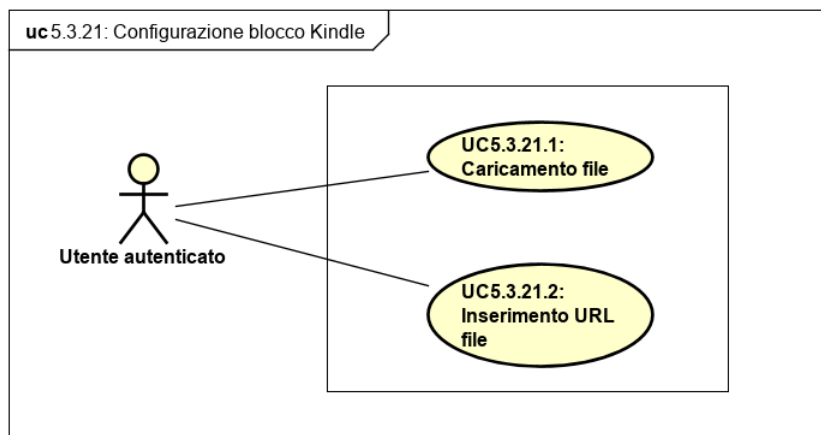 uc 5.3.21: Configurazione blocco Kindle
UC5.3.21.1:
Caricamento file
Utente autenticato
UC5.3.21.2:
Inserimento URL
file